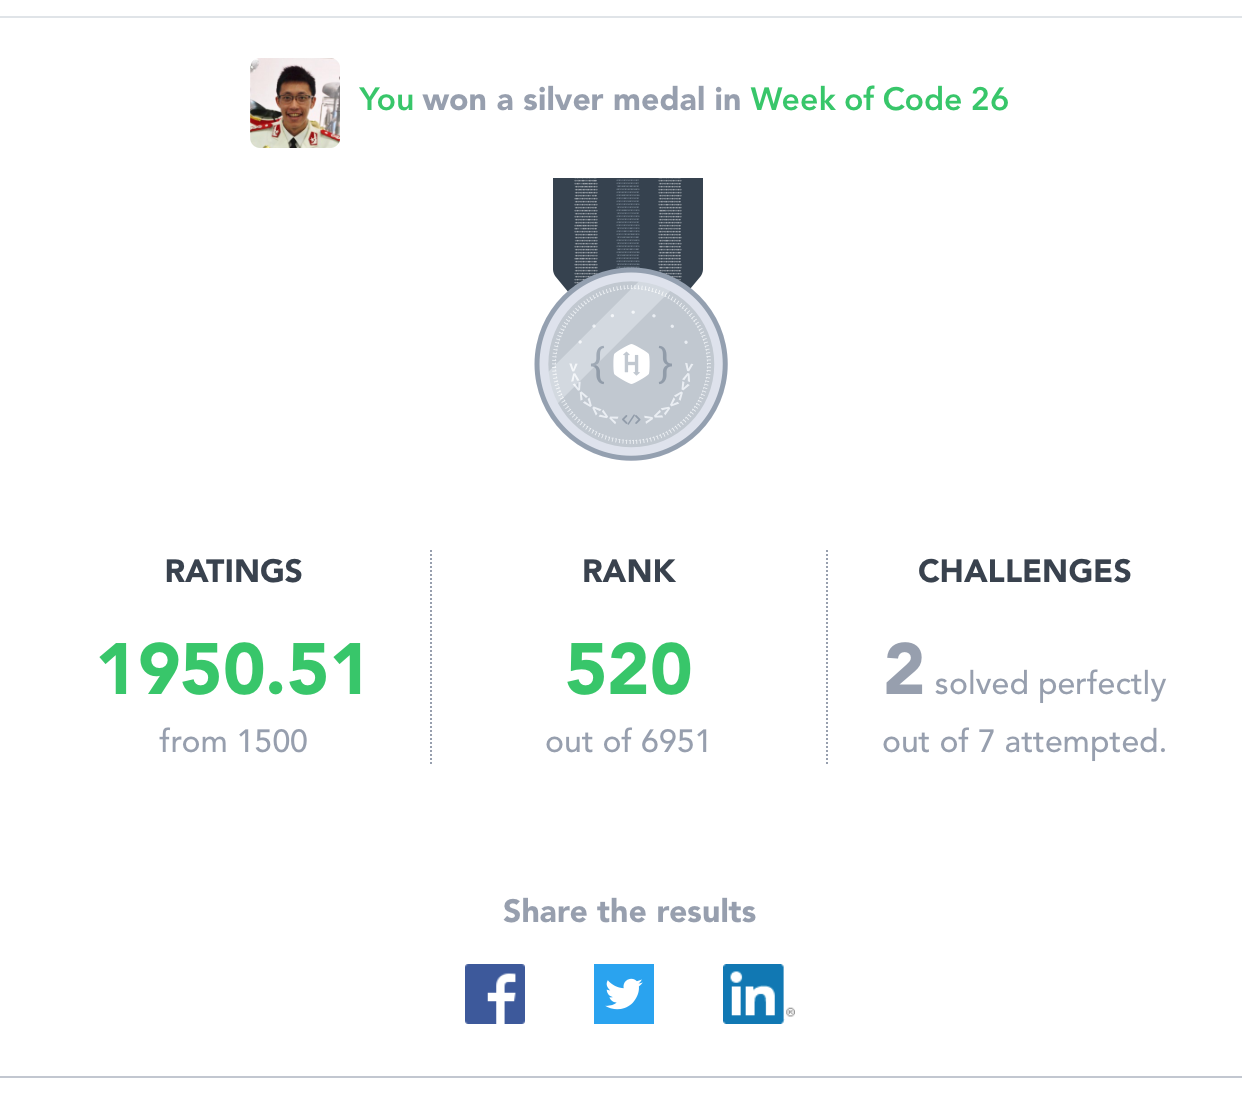 You won a silver medal in Week of Code 26
{ H }
</>
RATINGS
RANK
CHALLENGES
1950.51
520
2 solved perfectly
from 1500
out of 6951
out of 7 attempted.
Share the results
f
in®